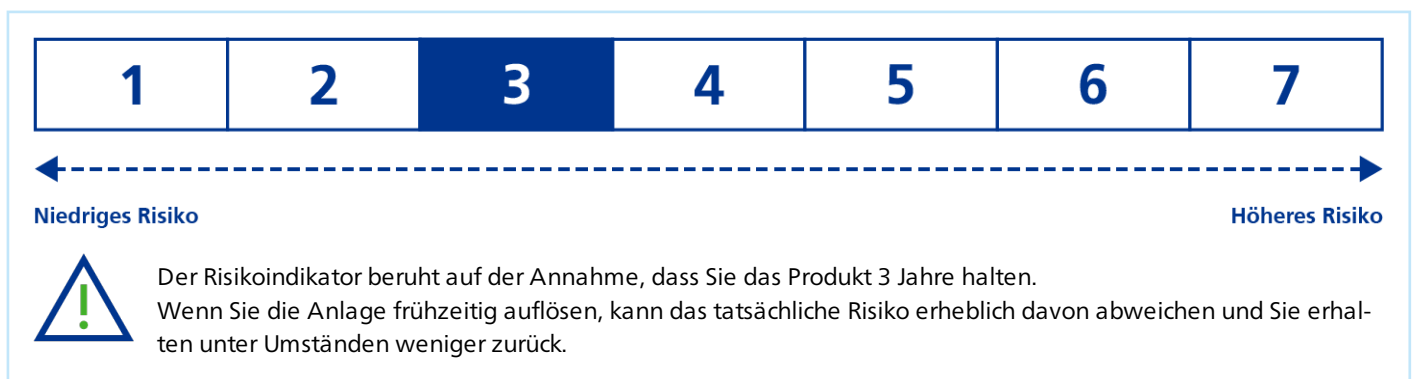 1 2 3 4 5 6 7
Niedriges Risiko Höheres Risiko
Der Risikoindikator beruht auf der Annahme, dass Sie das Produkt 3 Jahre halten.
Wenn Sie die Anlage frühzeitig auflösen, kann das tatsächliche Risiko erheblich davon abweichen und Sie erhal-
ten unter Umständen weniger zurück.